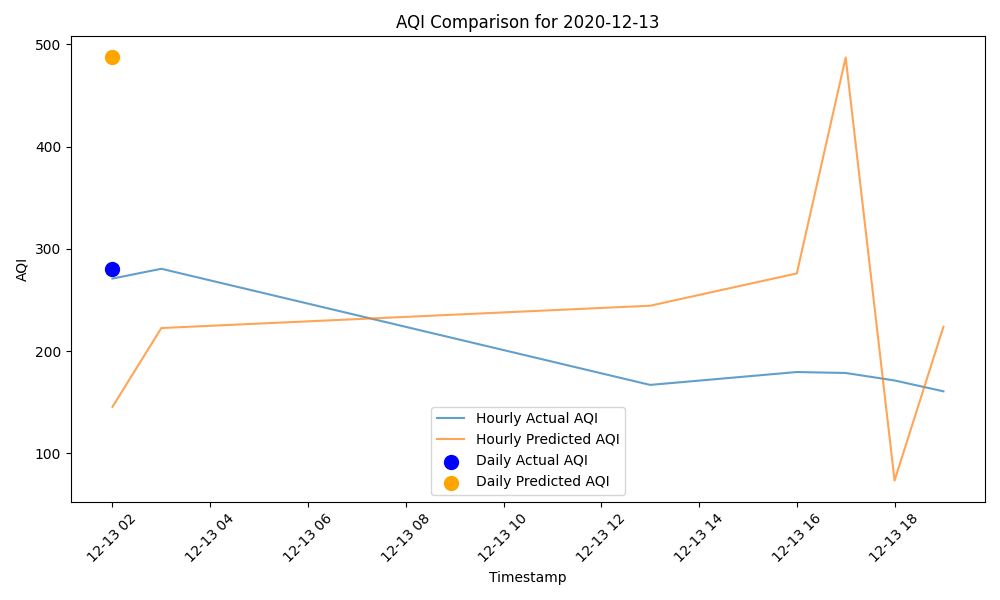 AQI Comparison for 2020-12-13
AQI
500
400
300
200
100
Hourly Actual AQI
Hourly Predicted AQI
Daily Actual AQI
Daily Predicted AQI
12-13 02
12-13 04
12-13 06
12-13 08
12-13 10
12-13 12
12-13 14
12-13 16
12-13 18
Timestamp